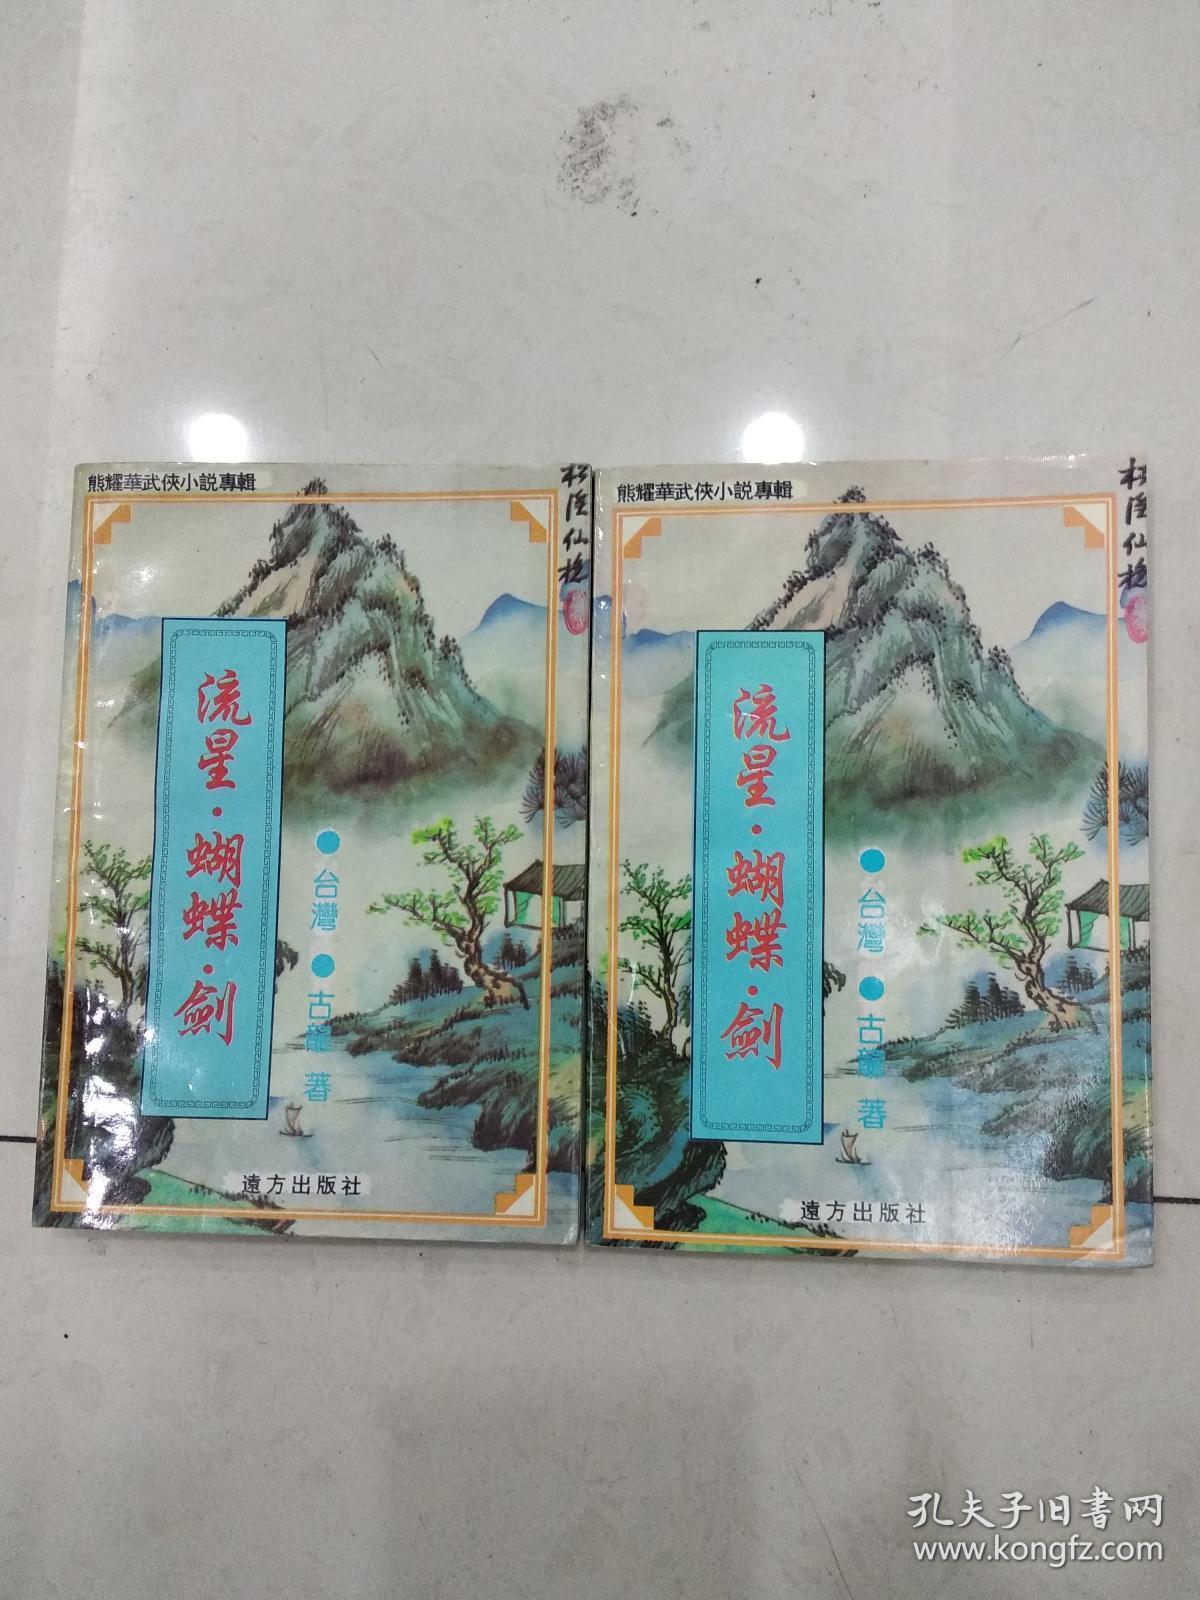 熊耀華武俠小説專輯
流星·蝴蝶·劍
●台灣●古龍 著
遠方出版社
熊耀華武俠小説專輯
流星·蝴蝶·劍
●台灣●古龍 著
遠方出版社
孔夫子旧书网
www.kongfz.com